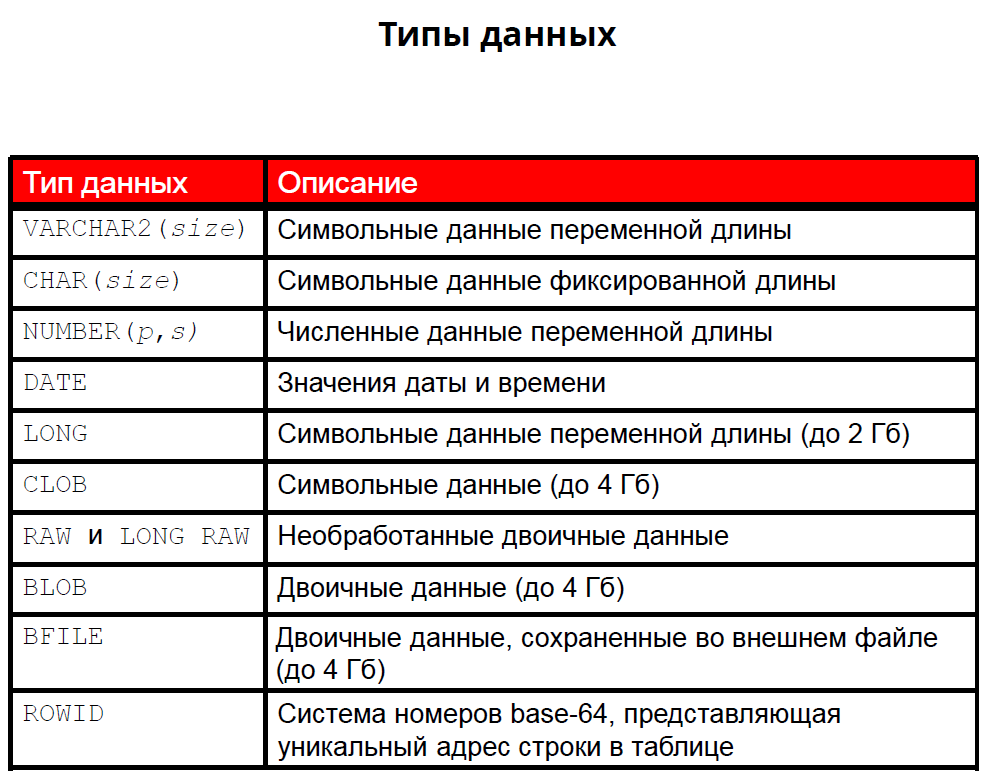 Типы данных
Тип данных Описание
VARCHAR2(size) Символьные данные переменной длины
CHAR(size) Символьные данные фиксированной длины
NUMBER(p,s) Численные данные переменной длины
DATE Значения даты и времени
LONG Символьные данные переменной длины (до 2 Гб)
CLOB Символьные данные (до 4 Гб)
RAW и LONG RAW Необработанные двоичные данные
BLOB Двоичные данные (до 4 Гб)
BFILE Двоичные данные, сохраненные во внешнем файле
(до 4 Гб)
ROWID Система номеров base-64, представляющая
уникальный адрес строки в таблице